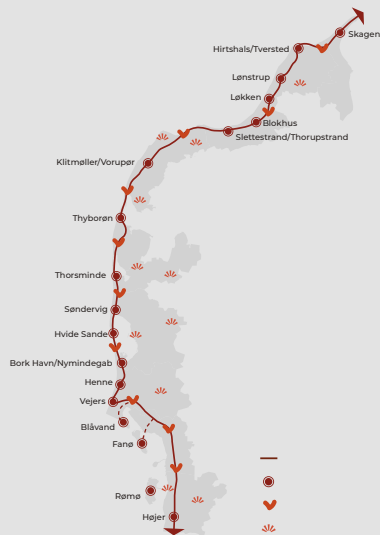 Skagen
Hirtshals/Tversted
Lønstrup
Løkken
Blokhus
Slettestrand/Thorupstrand
Klitmøller/Vorupør
Thyborøn
Thorsminde
Søndervig
Hvide Sande
Bork Havn/Nymindegab
Henne
Vejers
Blåvand
Fanø
Rømø
Højer